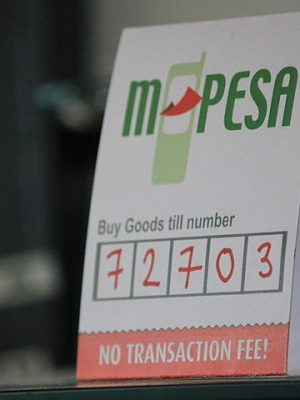 M PESA
Buy Goods till number
72703
NO TRANSACTION FEE!